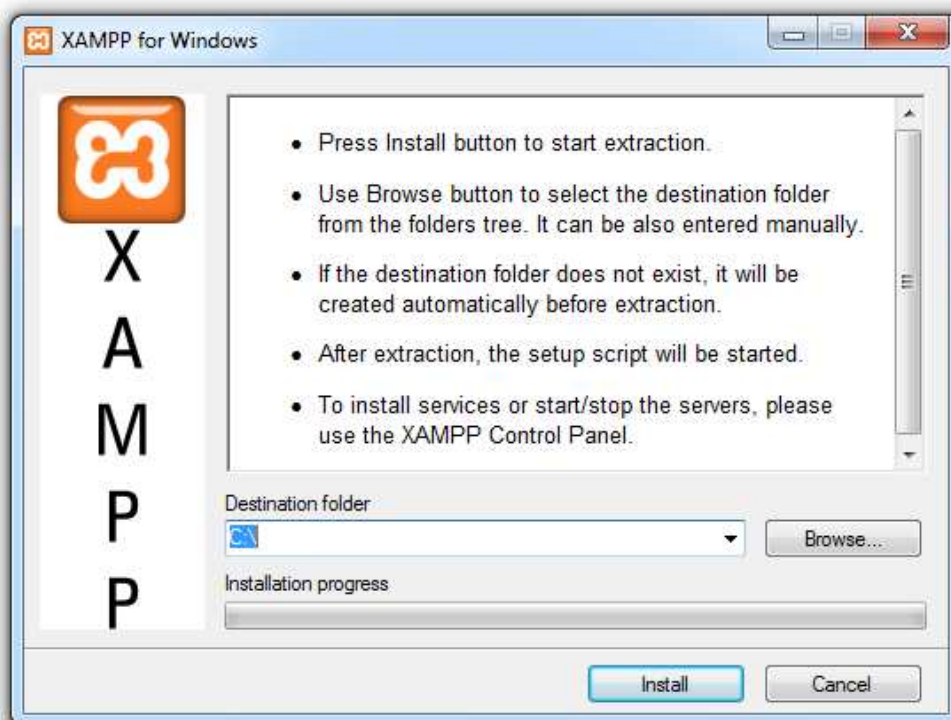 XAMPP for Windows
X
A
M
P
P
• Press Install button to start extraction.
• Use Browse button to select the destination folder
from the folders tree. It can be also entered manually.
• If the destination folder does not exist, it will be
created automatically before extraction.
• After extraction, the setup script will be started.
• To install services or start/stop the servers, please
use the XAMPP Control Panel.
Destination folder
C:\
Browse...
Installation progress
Install
Cancel